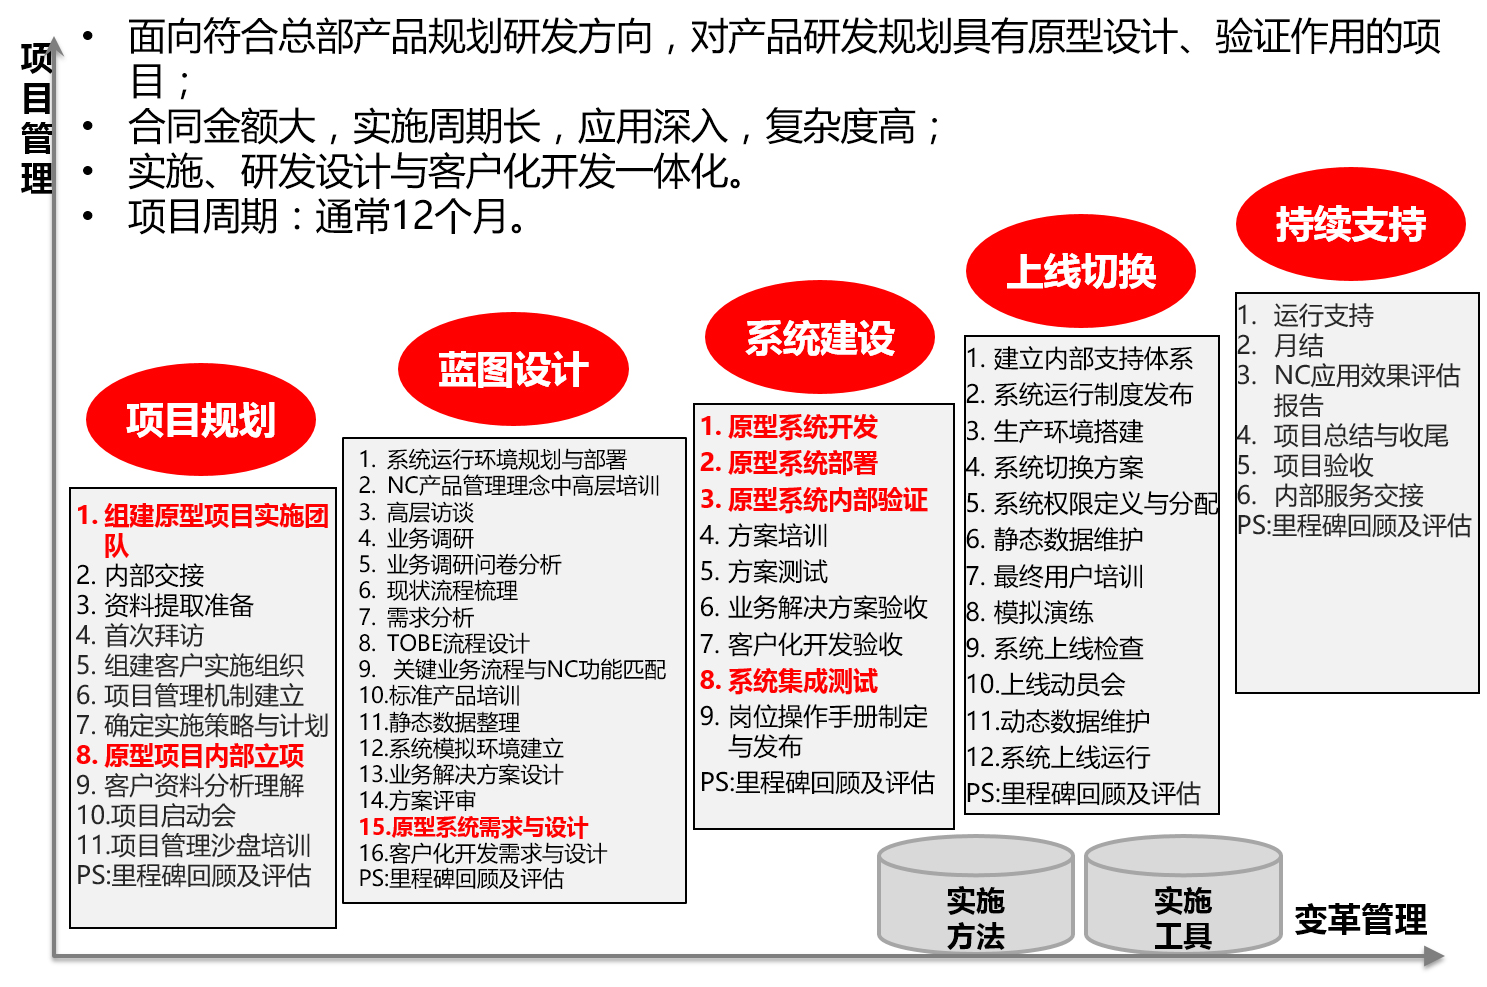 项
目
管
理
• 面向符合总部产品规划研发方向，对产品研发规划具有原型设计、验证作用的项
目；
• 合同金额大，实施周期长，应用深入，复杂度高；
• 实施、研发设计与客户化开发一体化。
• 项目周期：通常12个月。
项目规划
1. 组建原型项目实施团
队
2. 内部交接
3. 资料提取准备
4. 首次拜访
5. 组建客户实施组织
6. 项目管理机制建立
7. 确定实施策略与计划
8. 原型项目内部立项
9. 客户资料分析理解
10.项目启动会
11.项目管理沙盘培训
PS:里程碑回顾及评估
蓝图设计
1. 系统运行环境规划与部署
2. NC产品管理理念中高层培训
3. 高层访谈
4. 业务调研
5. 业务调研问卷分析
6. 现状流程梳理
7. 需求分析
8. TOBE流程设计
9. 关键业务流程与NC功能匹配
10.标准产品培训
11.静态数据整理
12.系统模拟环境建立
13.业务解决方案设计
14.方案评审
15.原型系统需求与设计
16.客户化开发需求与设计
PS:里程碑回顾及评估
系统建设
1. 原型系统开发
2. 原型系统部署
3. 原型系统内部验证
4. 方案培训
5. 方案测试
6. 业务解决方案验收
7. 客户化开发验收
8. 系统集成测试
9. 岗位操作手册制定
与发布
PS:里程碑回顾及评估
上线切换
1. 建立内部支持体系
2. 系统运行制度发布
3. 生产环境搭建
4. 系统切换方案
5. 系统权限定义与分配
6. 静态数据维护
7. 最终用户培训
8. 模拟演练
9. 系统上线检查
10.上线动员会
11.动态数据维护
12.系统上线运行
PS:里程碑回顾及评估
持续支持
1. 运行支持
2. 月结
3. NC应用效果评估
报告
4. 项目总结与收尾
5. 项目验收
6. 内部服务交接
PS:里程碑回顾及评估
实施
方法
实施
工具
变革管理